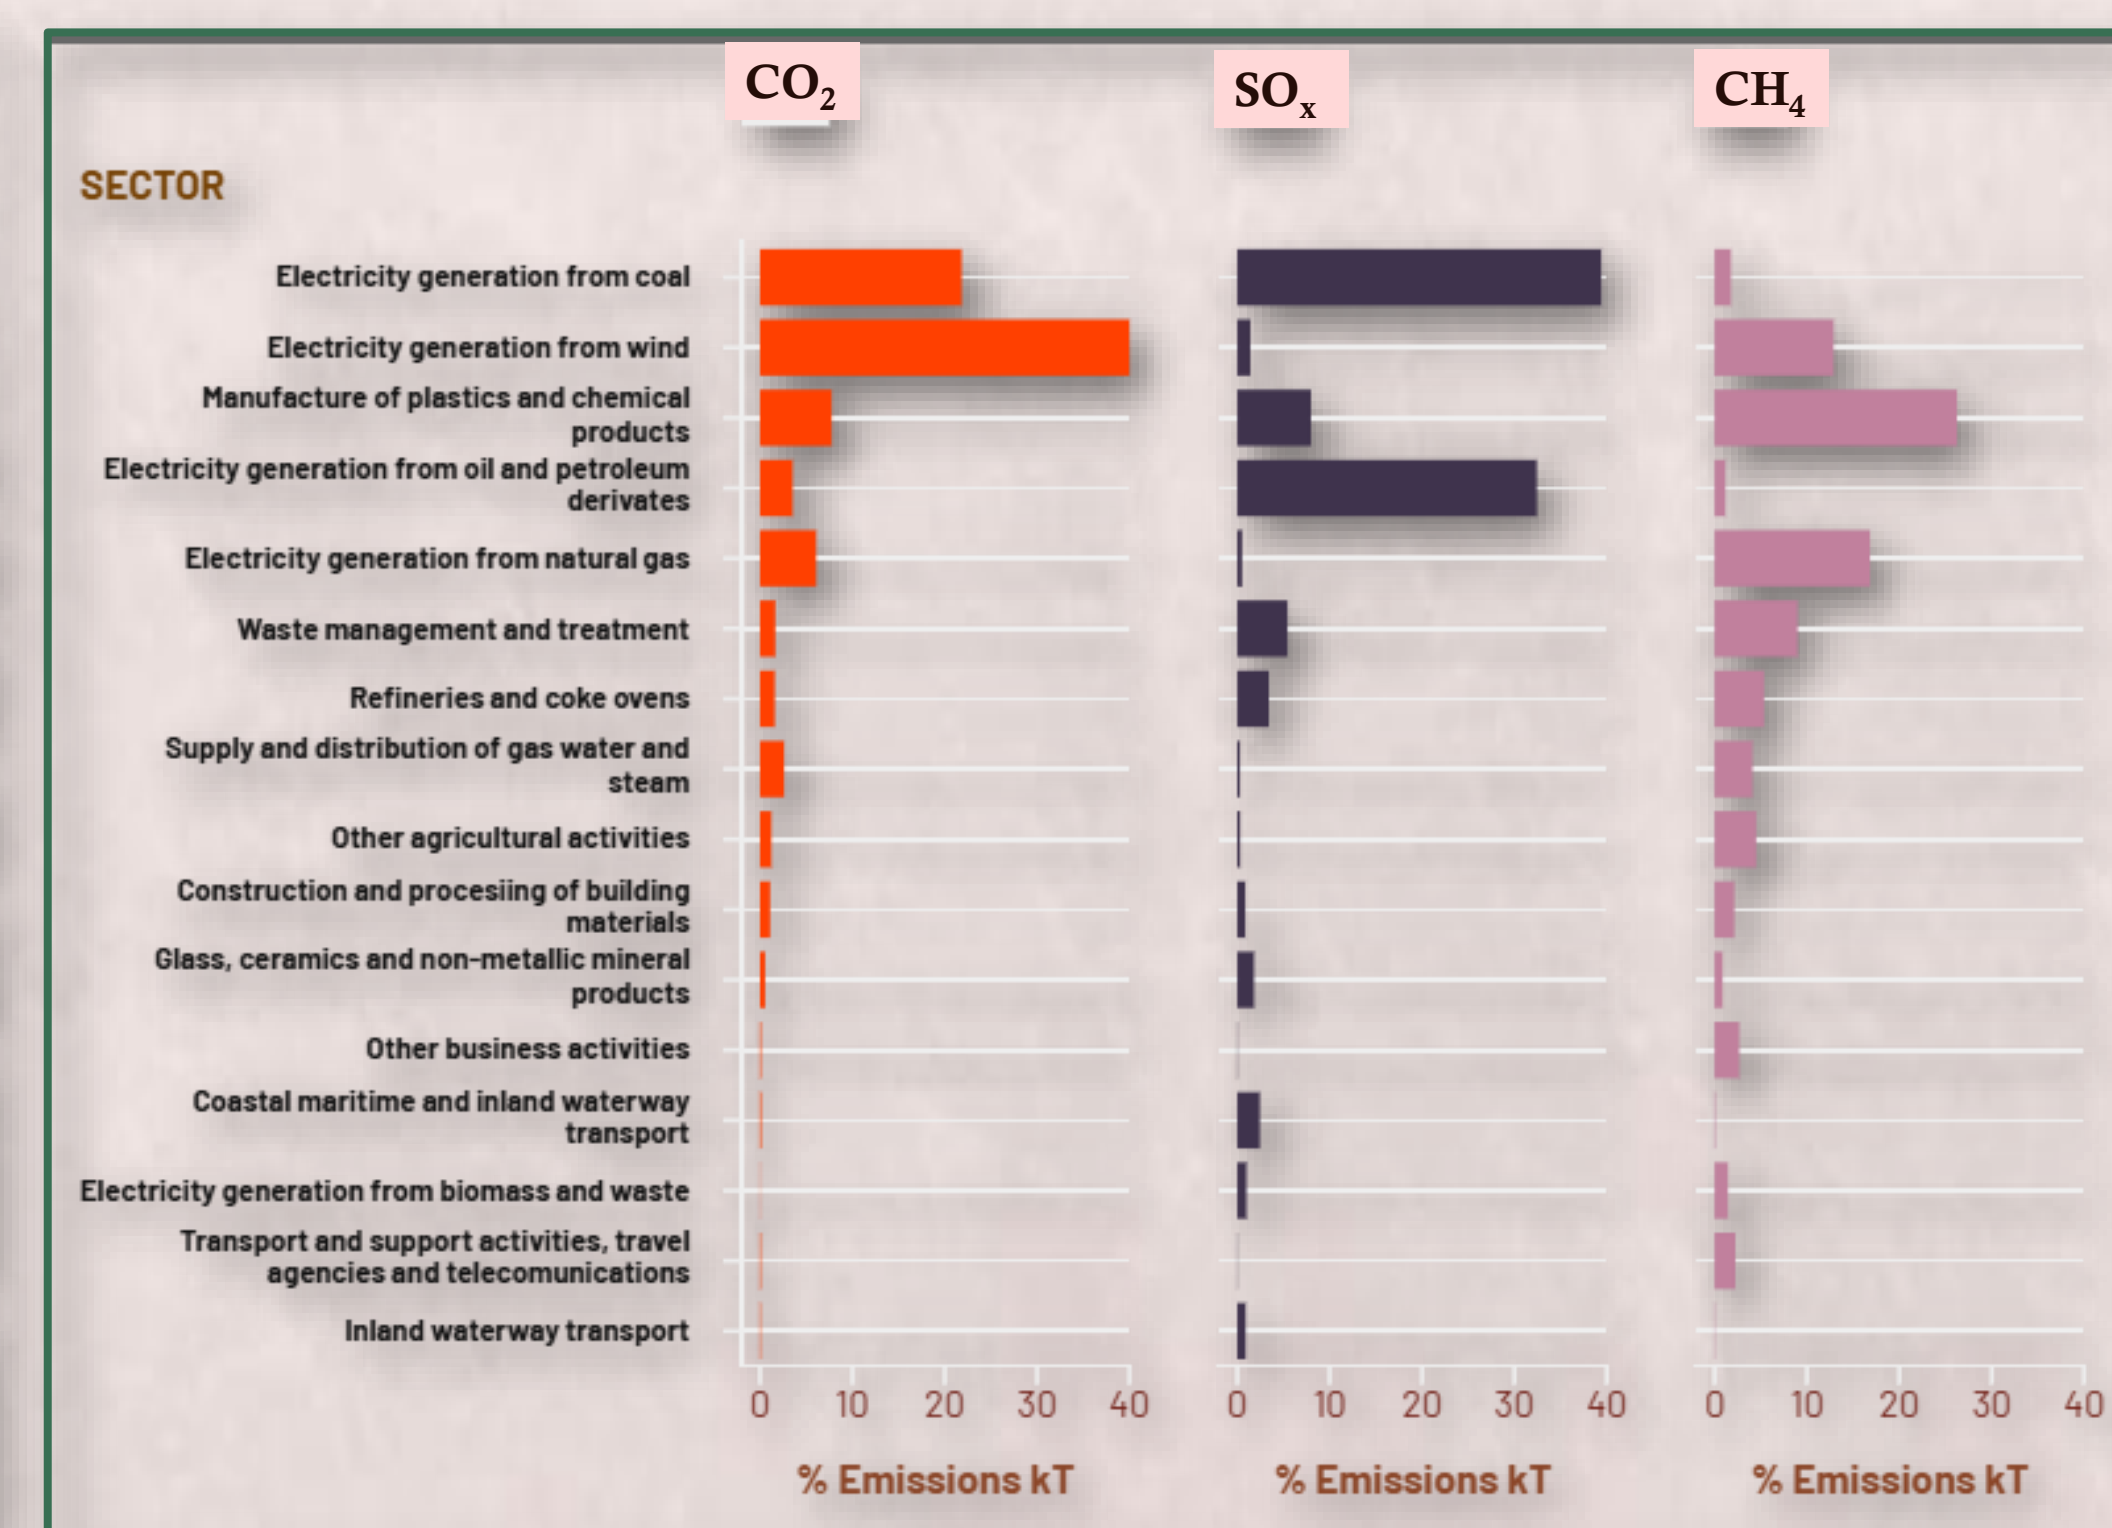 CO₂
SOₓ
CH₄
SECTOR
Electricity generation from coal
Electricity generation from wind
Manufacture of plastics and chemical
products
Electricity generation from oil and petroleum
derivates
Electricity generation from natural gas
Waste management and treatment
Refineries and coke ovens
Supply and distribution of gas water and
steam
Other agricultural activities
Construction and procesiing of building
materials
Glass, ceramics and non-metallic mineral
products
Other business activities
Coastal maritime and inland waterway
transport
Electricity generation from biomass and waste
Transport and support activities, travel
agencies and telecomunications
Inland waterway transport
0 10 20 30 40
0 10 20 30 40
0 10 20 30 40
% Emissions kT
% Emissions kT
% Emissions kT